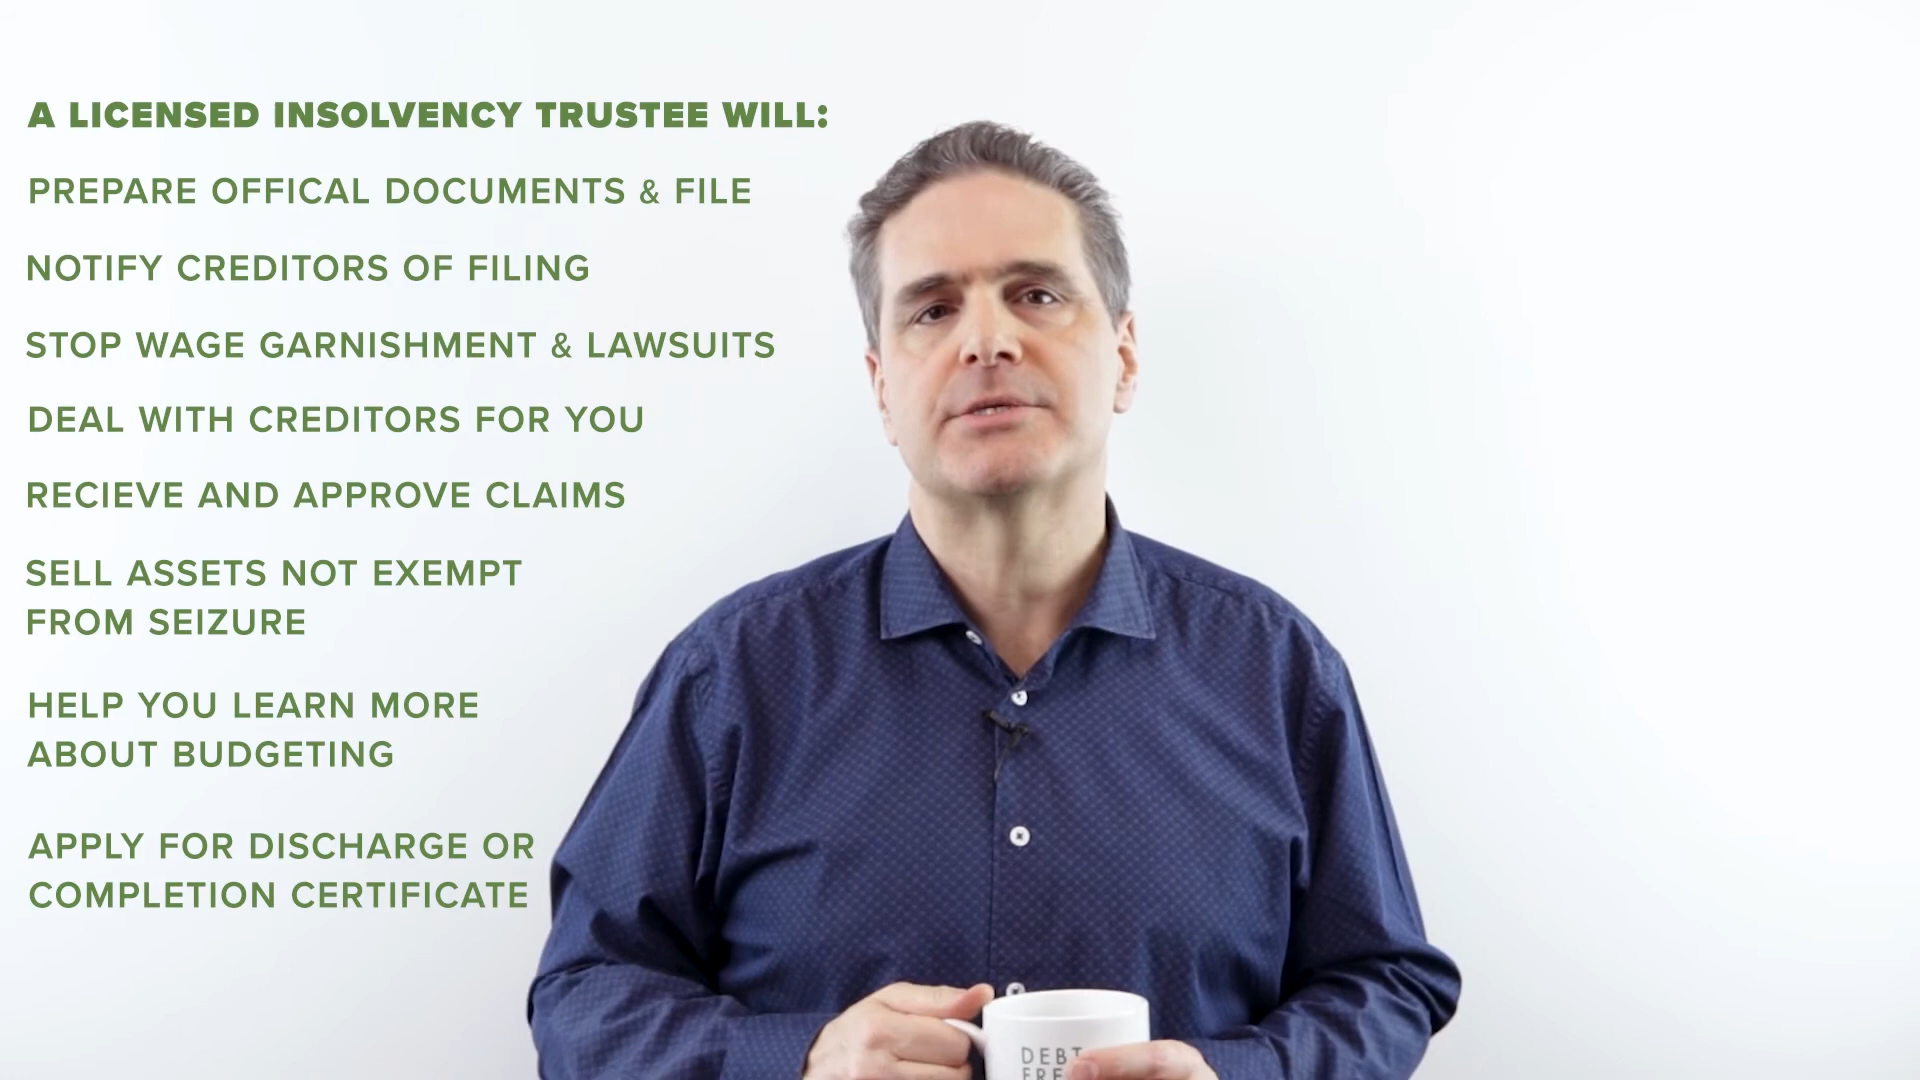 A LICENSED INSOLVENCY TRUSTEE WILL:
PREPARE OFFICAL DOCUMENTS & FILE
NOTIFY CREDITORS OF FILING
STOP WAGE GARNISHMENT & LAWSUITS
DEAL WITH CREDITORS FOR YOU
RECIEVE AND APPROVE CLAIMS
SELL ASSETS NOT EXEMPT
FROM SEIZURE
HELP YOU LEARN MORE
ABOUT BUDGETING
APPLY FOR DISCHARGE OR
COMPLETION CERTIFICATE
DEBT